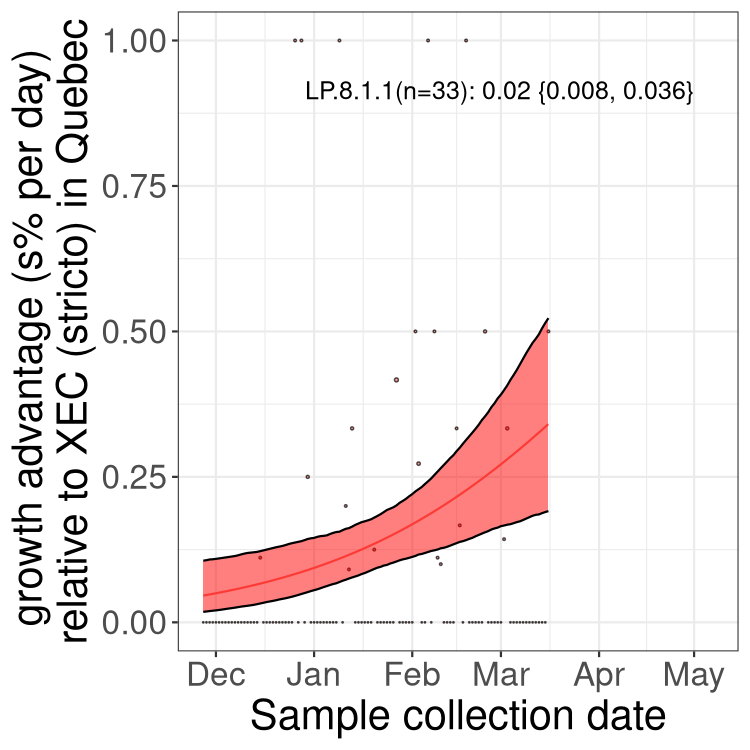 growth advantage (s% per day)
relative to XEC (stricto) in Quebec
1.00
0.75
0.50
0.25
0.00
LP.8.1.1(n=33): 0.02 {0.008, 0.036}
Dec Jan Feb Mar Apr May
Sample collection date